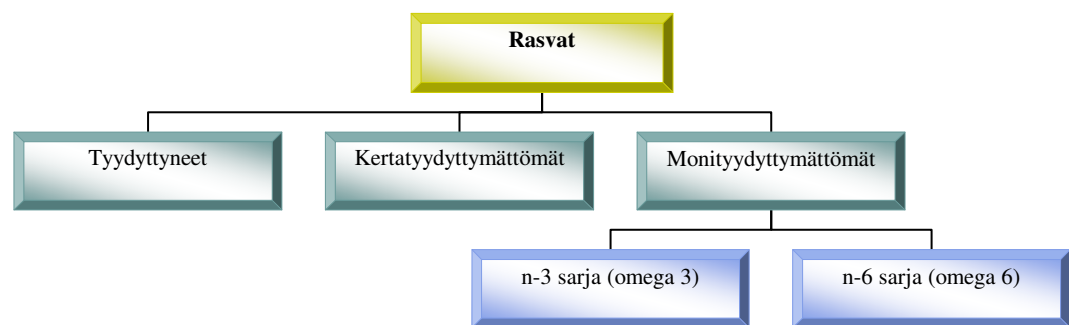 Rasvat
Tyydyttyneet
Kertatyydyttymättömät
Monityydyttymättömät
n-3 sarja (omega 3)
n-6 sarja (omega 6)